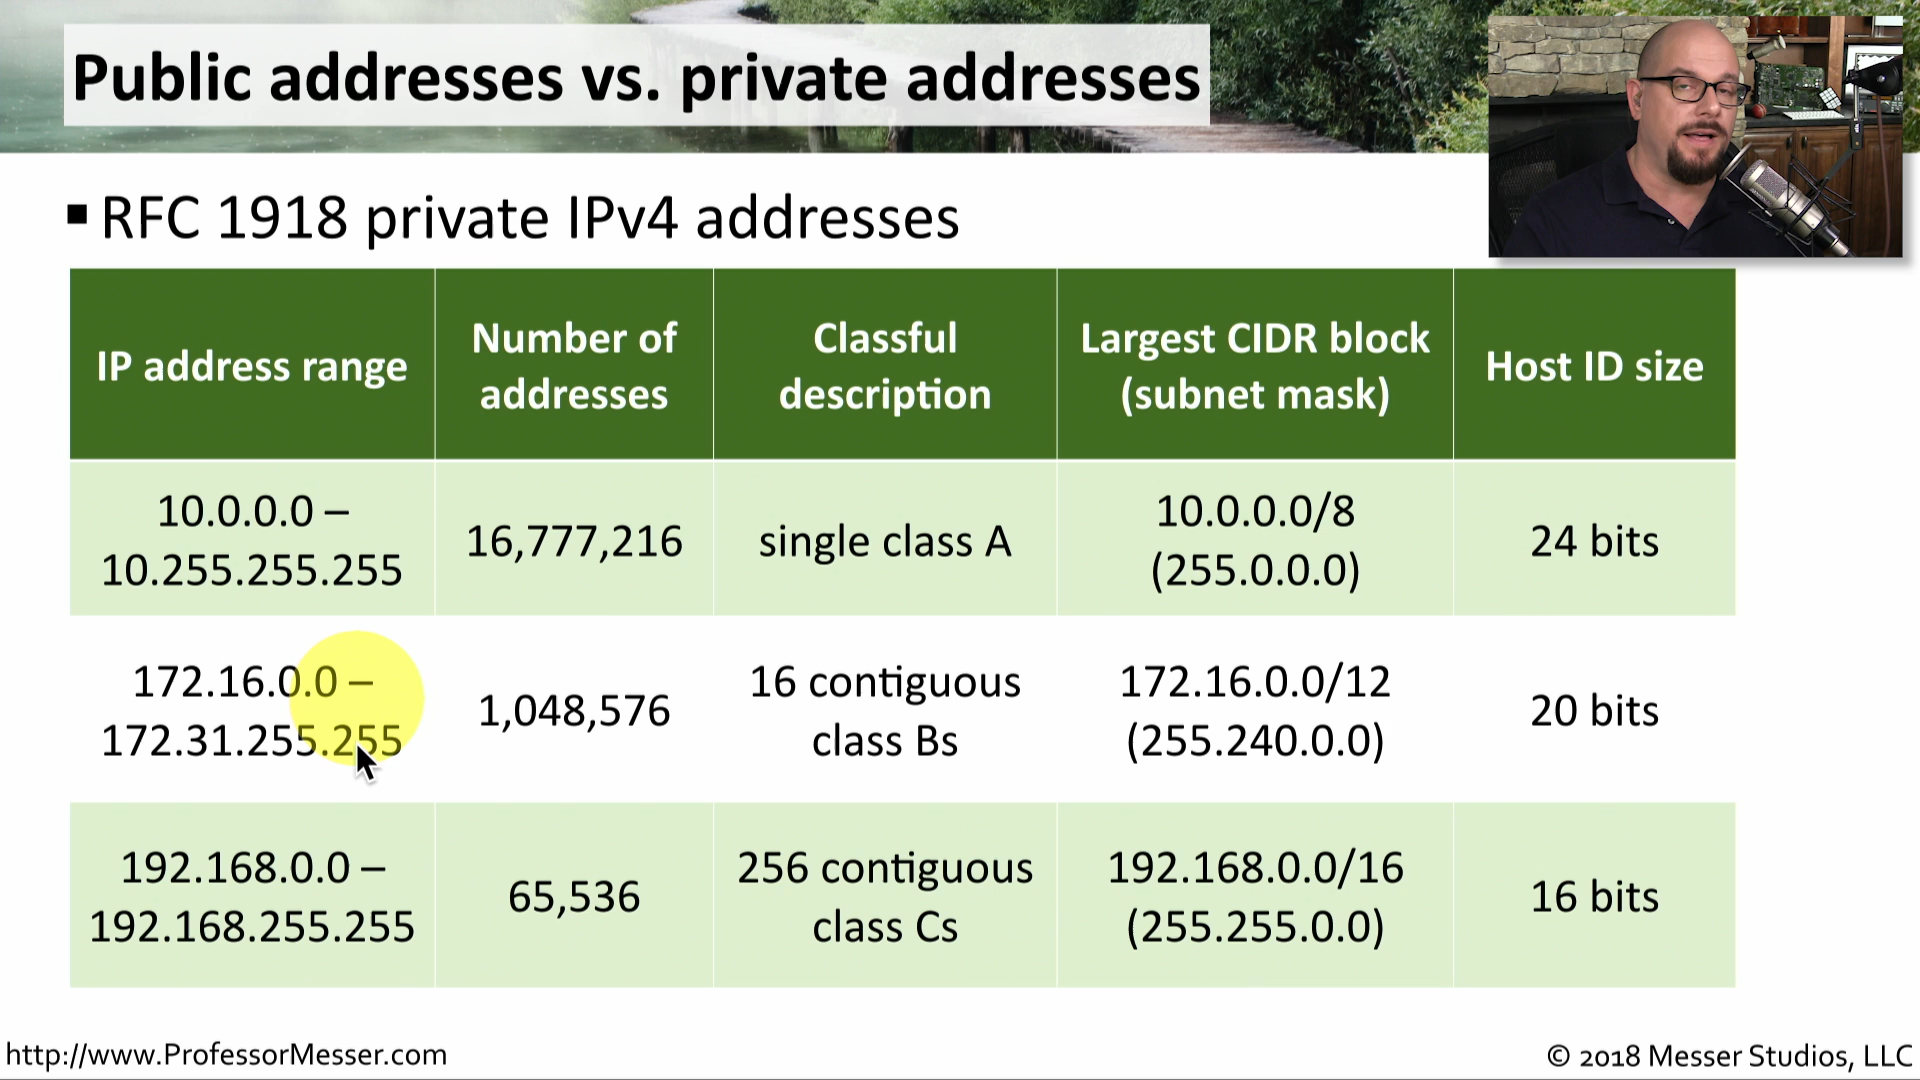 Public addresses vs. private addresses
▪ RFC 1918 private IPv4 addresses
IP address range
Number of
addresses
Classful
description
Largest CIDR block
(subnet mask)
Host ID size
10.0.0.0 –
10.255.255.255
16,777,216
single class A
10.0.0.0/8
(255.0.0.0)
24 bits
172.16.0.0 –
172.31.255.255
1,048,576
16 contiguous
class Bs
172.16.0.0/12
(255.240.0.0)
20 bits
192.168.0.0 –
192.168.255.255
65,536
256 contiguous
class Cs
192.168.0.0/16
(255.255.0.0)
16 bits
http://www.ProfessorMesser.com
© 2018 Messer Studios, LLC